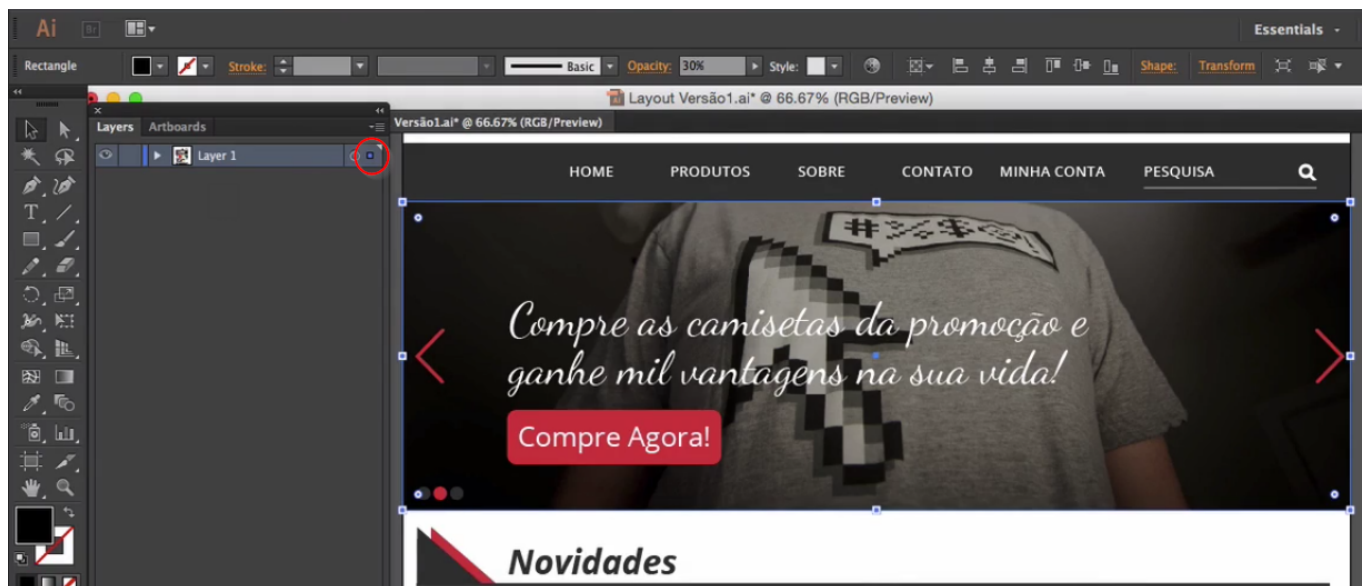 Ai Br Essentials
Rectangle Stroke: Basic Opacity: 30% Style: Shape: Transform
Layout Versão1.ai* @ 66.67% (RGB/Preview)
Layers Artboards Versão1.ai* @ 66.67% (RGB/Preview)
Layer 1
HOME PRODUTOS SOBRE CONTATO MINHA CONTA PESQUISA
#%$@!
Compre as camisetas da promoção e
ganhe mil vantagens na sua vida!
Compre Agora!
Novidades